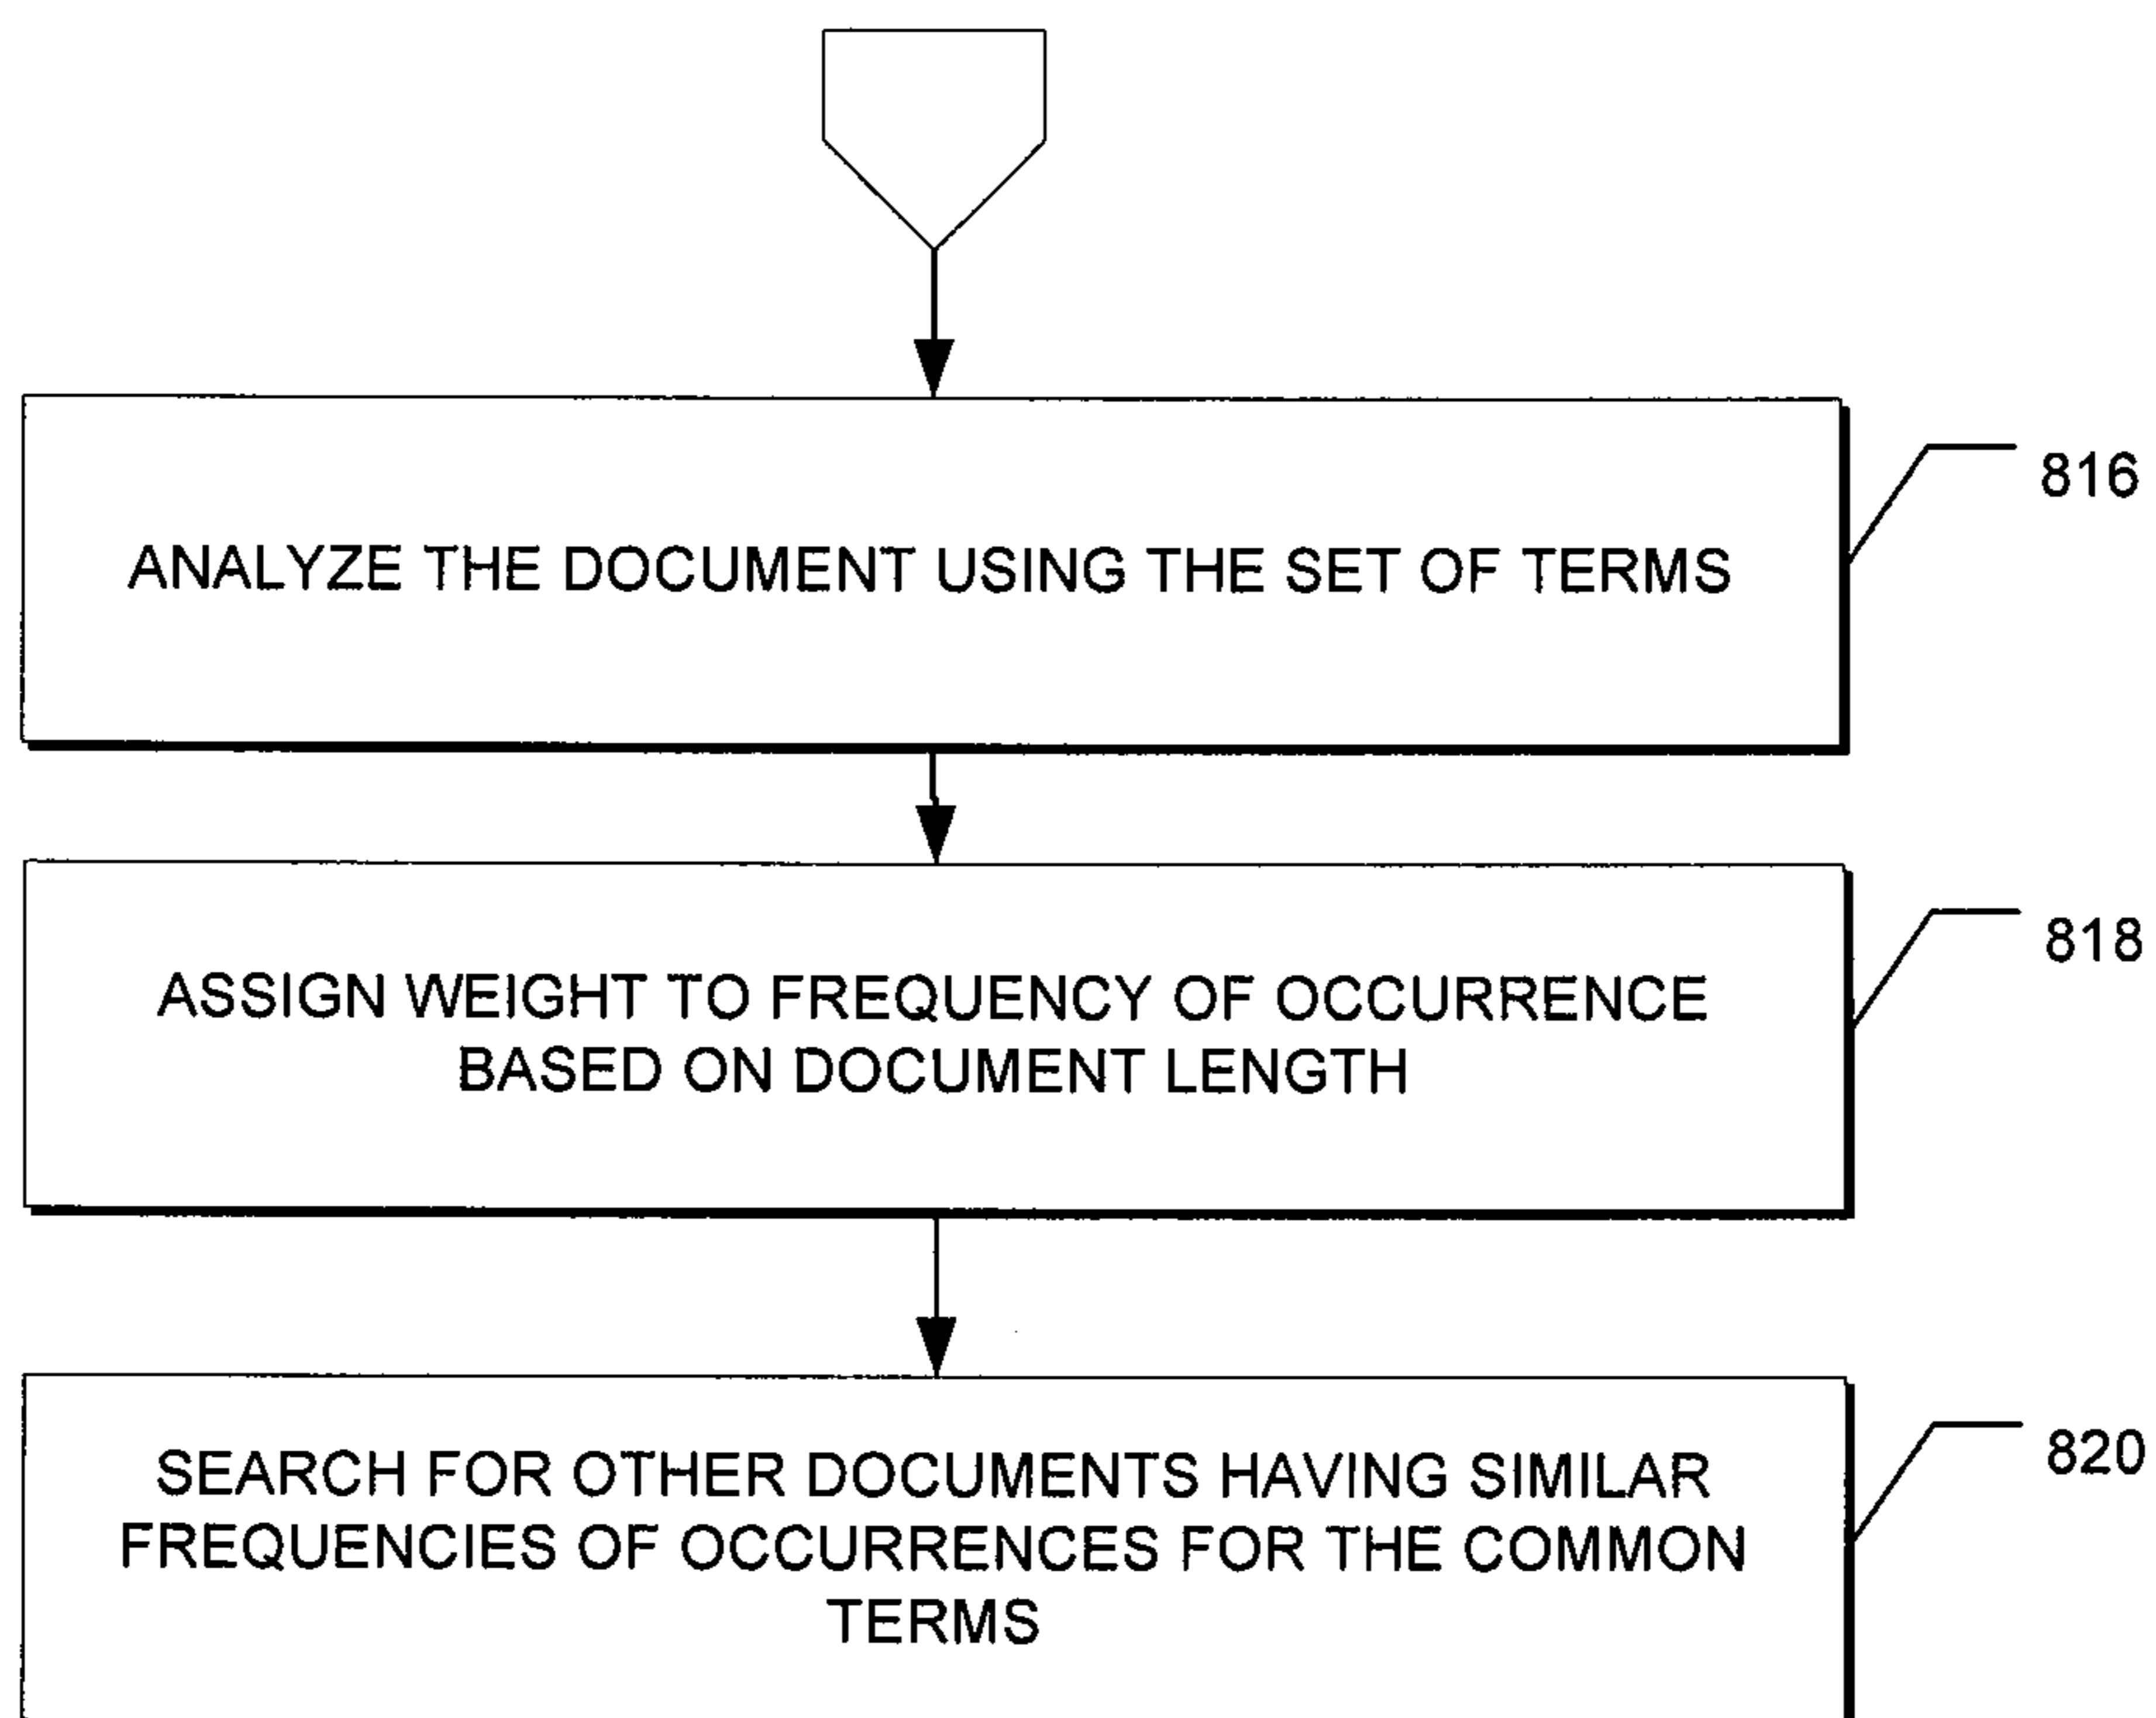 816
ANALYZE THE DOCUMENT USING THE SET OF TERMS
818
ASSIGN WEIGHT TO FREQUENCY OF OCCURRENCE
BASED ON DOCUMENT LENGTH
820
SEARCH FOR OTHER DOCUMENTS HAVING SIMILAR
FREQUENCIES OF OCCURRENCES FOR THE COMMON
TERMS